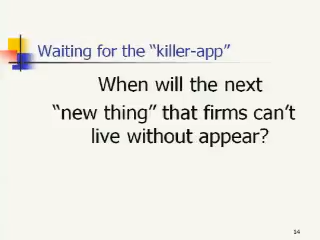 Waiting for the “killer-app”
When will the next
“new thing” that firms can’t
live without appear?
14